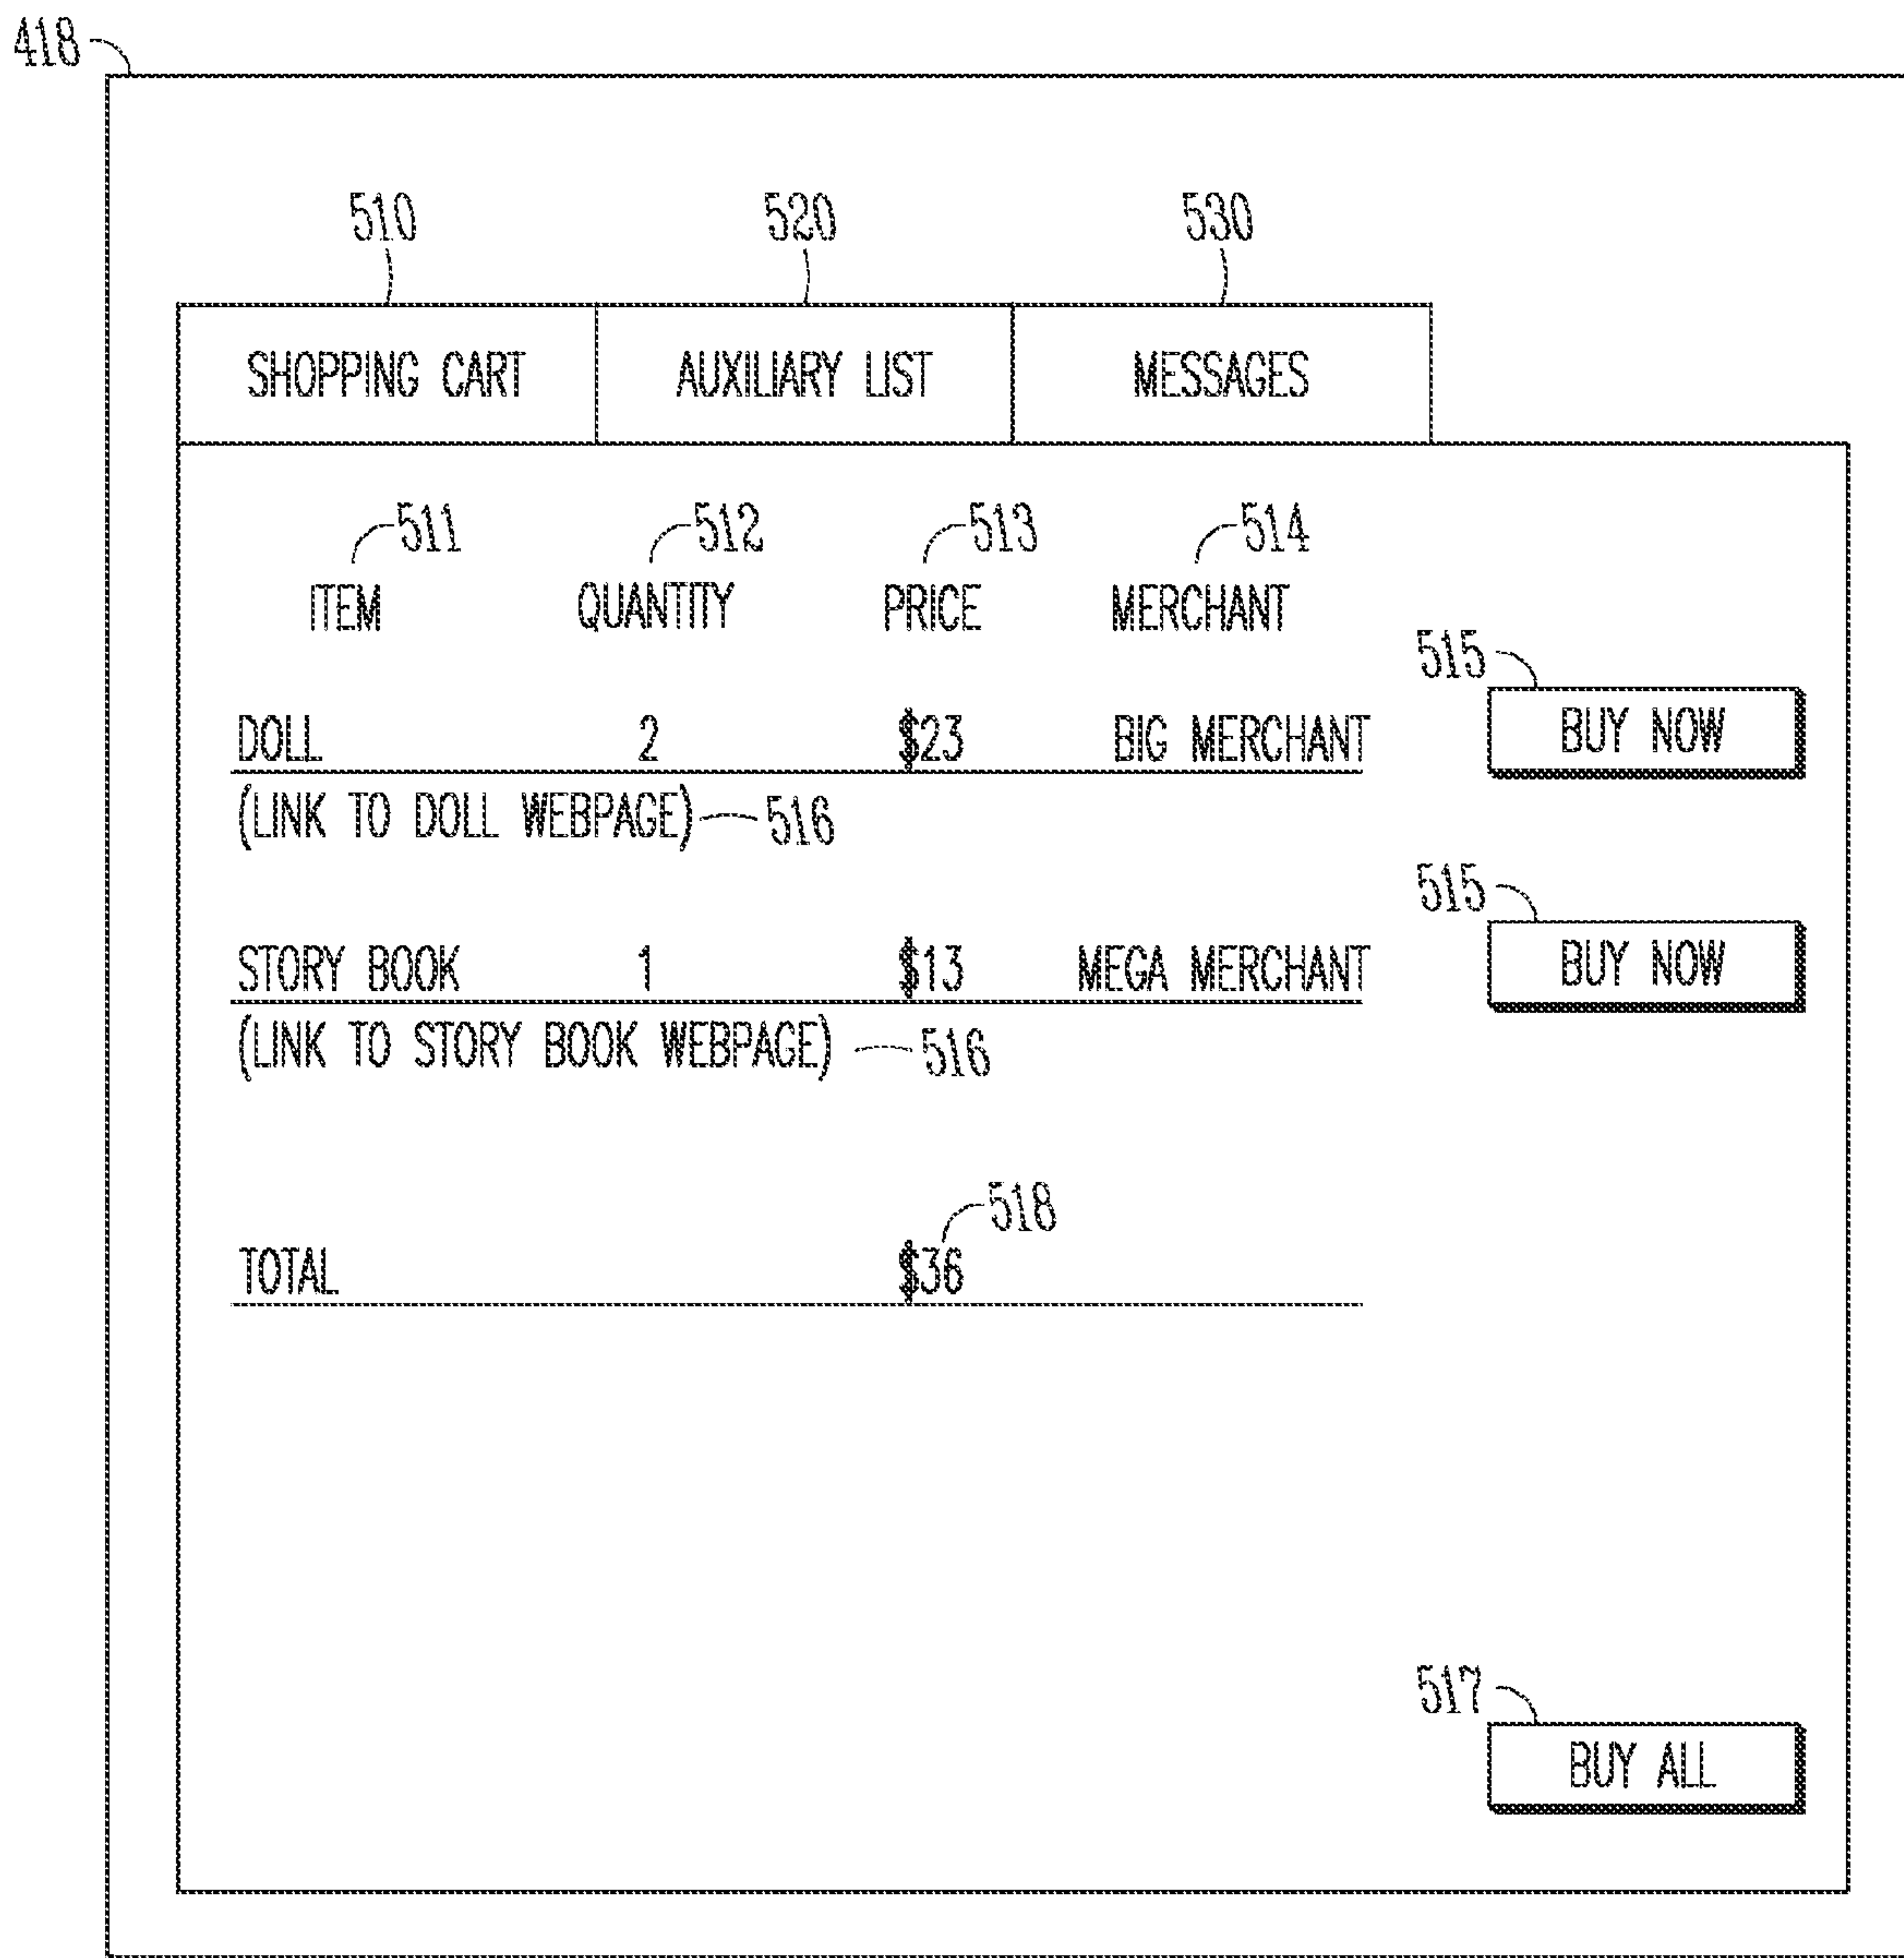 418
510 520 530
SHOPPING CART AUXILIARY LIST MESSAGES
511 512 513 514
ITEM QUANTITY PRICE MERCHANT
515
DOLL 2 $23 BIG MERCHANT BUY NOW
(LINK TO DOLL WEBPAGE) 516
515
STORY BOOK 1 $13 MEGA MERCHANT BUY NOW
(LINK TO STORY BOOK WEBPAGE) 516
518
TOTAL $36
517
BUY ALL